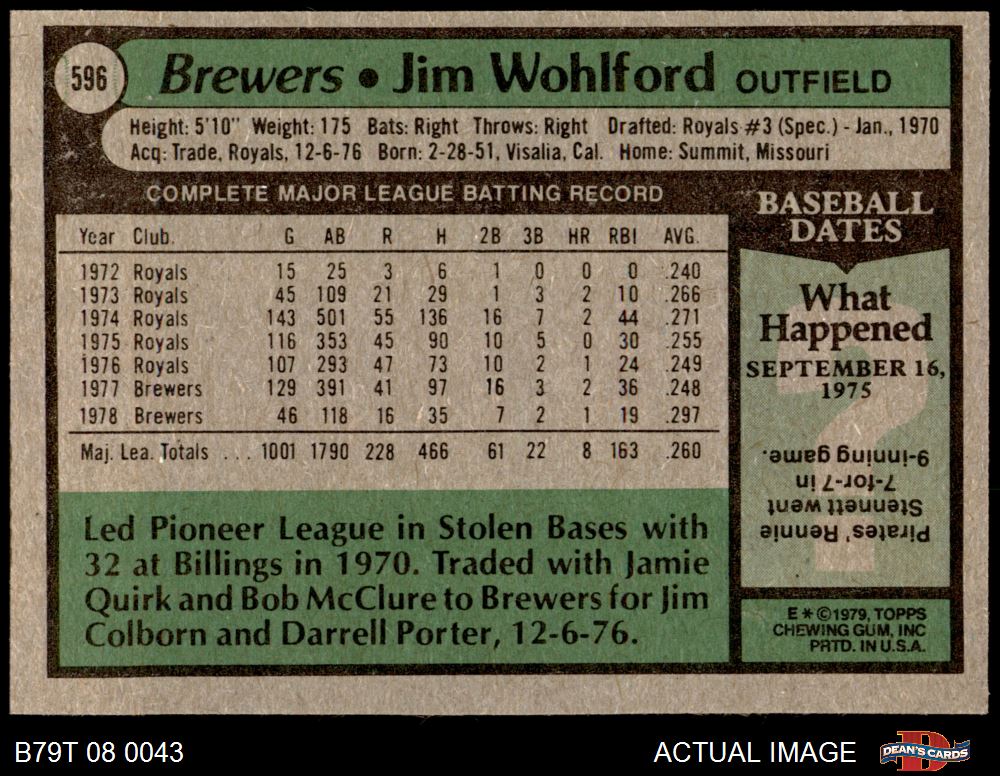 596
Brewers • Jim Wohlford OUTFIELD
Height: 5'10" Weight: 175 Bats: Right Throws: Right Drafted: Royals #3 (Spec.) - Jan., 1970
Acq: Trade, Royals, 12-6-76 Born: 2-28-51, Visalia, Cal. Home: Summit, Missouri
COMPLETE MAJOR LEAGUE BATTING RECORD
Year Club. G AB R H 2B 3B HR RBI AVG.
1972 Royals 15 25 3 6 1 0 0 0 .240
1973 Royals 45 109 21 29 1 3 2 10 .266
1974 Royals 143 501 55 136 16 7 2 44 .271
1975 Royals 116 353 45 90 10 5 0 30 .255
1976 Royals 107 293 47 73 10 2 1 24 .249
1977 Brewers 129 391 41 97 16 3 2 36 .248
1978 Brewers 46 118 16 35 7 2 1 19 .297
Maj. Lea. Totals . . . 1001 1790 228 466 61 22 8 163 .260
Led Pioneer League in Stolen Bases with
32 at Billings in 1970. Traded with Jamie
Quirk and Bob McClure to Brewers for Jim
Colborn and Darrell Porter, 12-6-76.
BASEBALL
DATES
What
Happened
SEPTEMBER 16,
1975
Pirates' Rennie
Stennett went
7-for-7 in
9-inning game.
E * © 1979, TOPPS
CHEWING GUM, INC
PRTD. IN U.S.A.
B79T 08 0043
ACTUAL IMAGE
D
DEAN'S CARDS